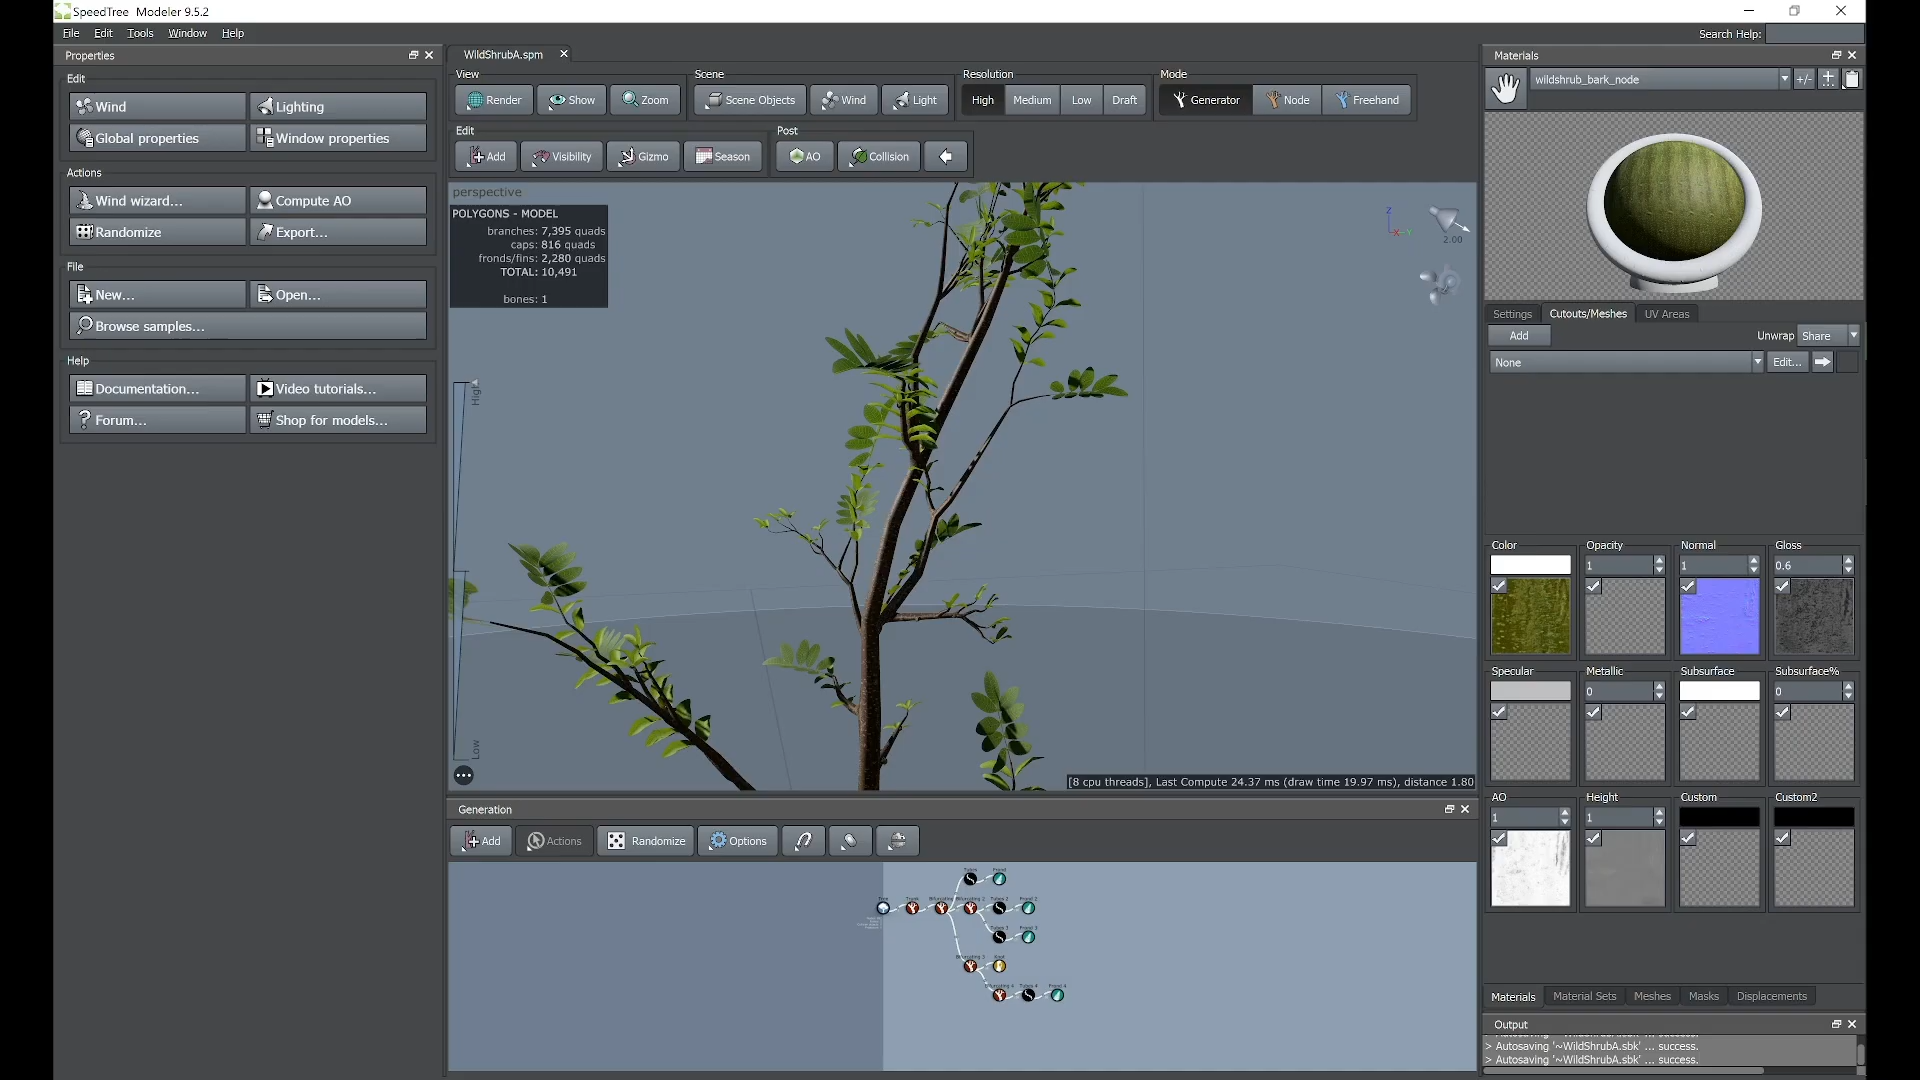 SpeedTree Modeler 9.5.2
File Edit Tools Window Help
Search Help:
Properties
Edit
Wind
Lighting
Global properties
Window properties
Actions
Wind wizard...
Compute AO
Randomize
Export...
File
New...
Open...
Browse samples...
Help
Documentation...
Video tutorials...
Forum...
Shop for models...
WildShrubA.spm
View
Scene
Resolution
Mode
Render
Show
Zoom
Scene Objects
Wind
Light
High
Medium
Low
Draft
Generator
Node
Freehand
Edit
Post
Add
Visibility
Gizmo
Season
AO
Collision
perspective
POLYGONS - MODEL
branches: 7,395 quads
caps: 816 quads
fronds/fins: 2,280 quads
TOTAL: 10,491
bones: 1
Z
X
Y
2.00
High
Low
[8 cpu threads], Last Compute 24.37 ms (draw time 19.97 ms), distance 1.80
Generation
Add
Actions
Randomize
Options
Materials
wildshrub_bark_node
+/-
Settings
Cutouts/Meshes
UV Areas
Add
Unwrap
Share
None
Edit...
Color
Opacity
Normal
Gloss
1
1
0.6
Specular
Metallic
Subsurface
Subsurface%
0
0
AO
Height
Custom
Custom2
1
1
Materials
Material Sets
Meshes
Masks
Displacements
Output
> Autosaving '~WildShrubA.sbk' ... success.
> Autosaving '~WildShrubA.sbk' ... success.
> Autosaving '~WildShrubA.sbk' ... success.